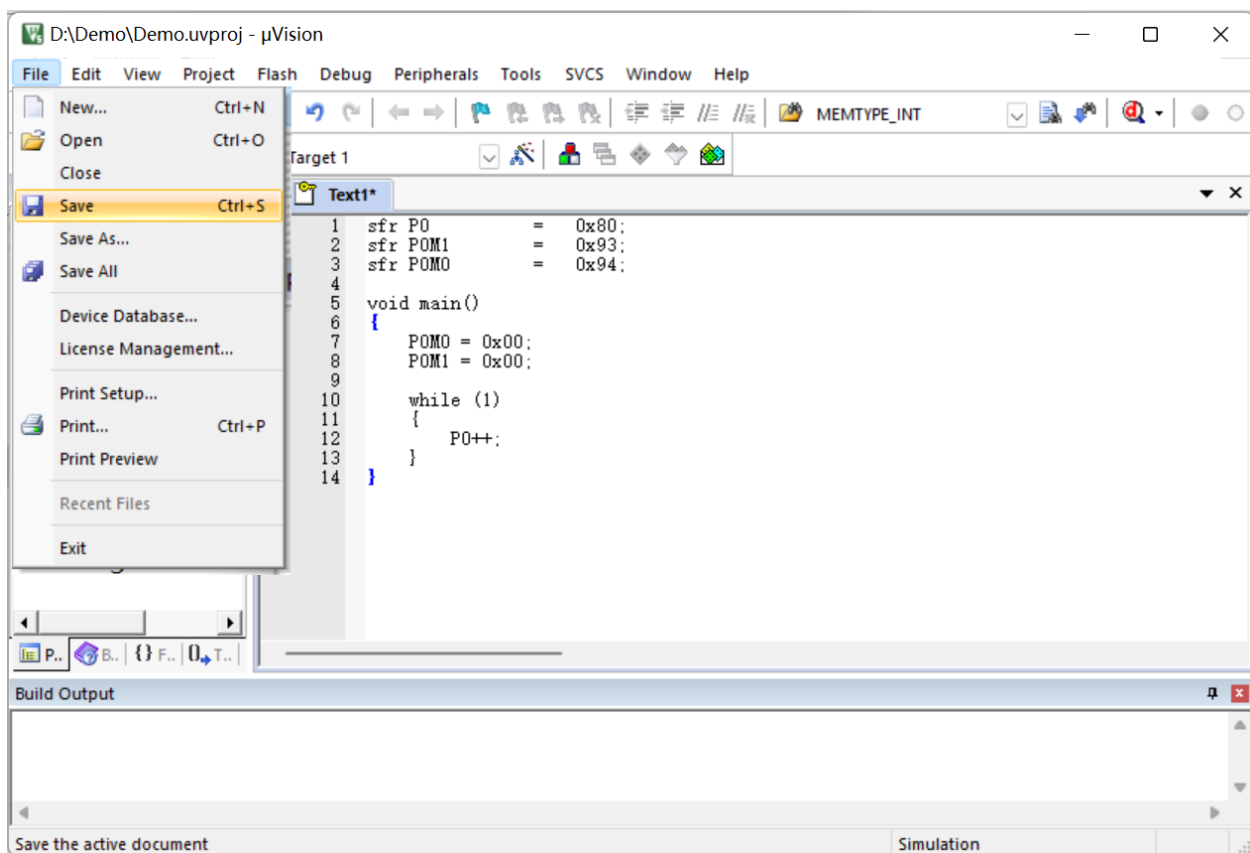 D:\Demo\Demo.uvproj - µVision
File Edit View Project Flash Debug Peripherals Tools SVCS Window Help
New... Ctrl+N
Open Ctrl+O
Close
Save Ctrl+S
Save As...
Save All
Device Database...
License Management...
Print Setup...
Print... Ctrl+P
Print Preview
Recent Files
Exit
MEMTYPE_INT
Target 1
Text1*
1 sfr P0 = 0x80;
2 sfr P0M1 = 0x93;
3 sfr P0M0 = 0x94;
4
5 void main()
6 {
7 P0M0 = 0x00;
8 P0M1 = 0x00;
9
10 while (1)
11 {
12 P0++;
13 }
14 }
P.. B.. {} F.. T..
Build Output
Save the active document
Simulation